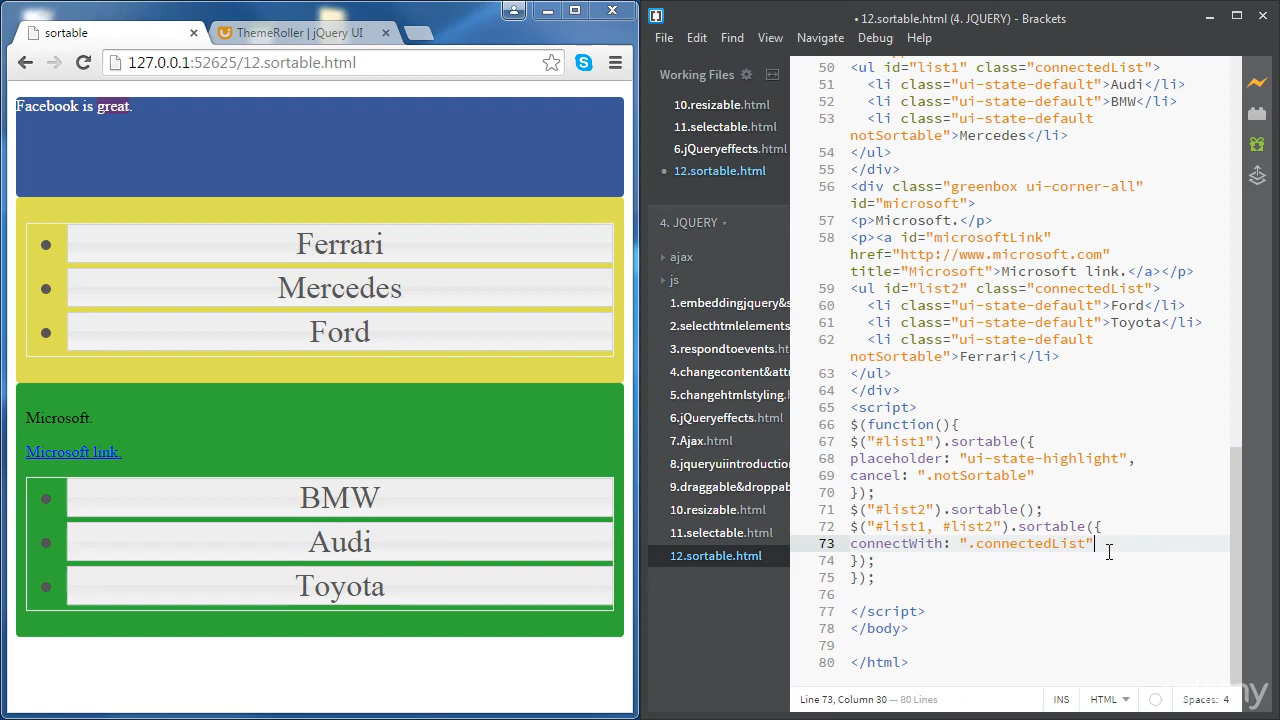 sortable
ThemeRoller | jQuery UI
127.0.0.1:52625/12.sortable.html
Facebook is great.
Ferrari
Mercedes
Ford
Microsoft.
Microsoft link.
BMW
Audi
Toyota
• 12.sortable.html (4. JQUERY) - Brackets
File Edit Find View Navigate Debug Help
Working Files
10.resizable.html
11.selectable.html
6.jQueryeffects.html
12.sortable.html
4. JQUERY
ajax
js
1.embeddingjquery&s
2.selecthtmlelements
3.respondtoevents.ht
4.changecontent&att
5.changehtmlstyling.
6.jQueryeffects.html
7.Ajax.html
8.jqueryuiintroduction
9.draggable&droppab
10.resizable.html
11.selectable.html
12.sortable.html
50 <ul id="list1" class="connectedList">
51 <li class="ui-state-default">Audi</li>
52 <li class="ui-state-default">BMW</li>
53 <li class="ui-state-default
notSortable">Mercedes</li>
54 </ul>
55 </div>
56 <div class="greenbox ui-corner-all"
id="microsoft">
57 <p>Microsoft.</p>
58 <p><a id="microsoftLink"
href="http://www.microsoft.com"
title="Microsoft">Microsoft link.</a></p>
59 <ul id="list2" class="connectedList">
60 <li class="ui-state-default">Ford</li>
61 <li class="ui-state-default">Toyota</li>
62 <li class="ui-state-default
notSortable">Ferrari</li>
63 </ul>
64 </div>
65 <script>
66 $(function(){
67 $("#list1").sortable({
68 placeholder: "ui-state-highlight",
69 cancel: ".notSortable"
70 });
71 $("#list2").sortable();
72 $("#list1, #list2").sortable({
73 connectWith: ".connectedList"
74 });
75 });
76
77 </script>
78 </body>
79
80 </html>
Line 73, Column 30 — 80 Lines
INS HTML Spaces: 4